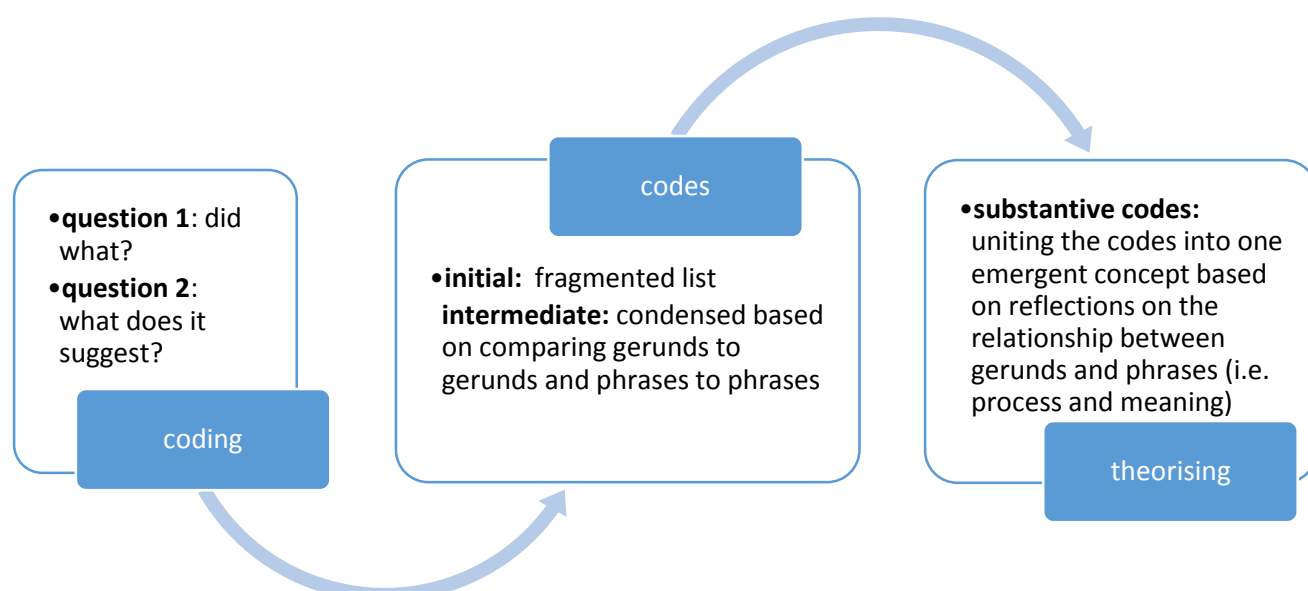 •question 1: did
what?
•question 2:
what does it
suggest?
coding
codes
•initial: fragmented list
intermediate: condensed based
on comparing gerunds to
gerunds and phrases to phrases
•substantive codes:
uniting the codes into one
emergent concept based
on reflections on the
relationship between
gerunds and phrases (i.e.
process and meaning)
theorising